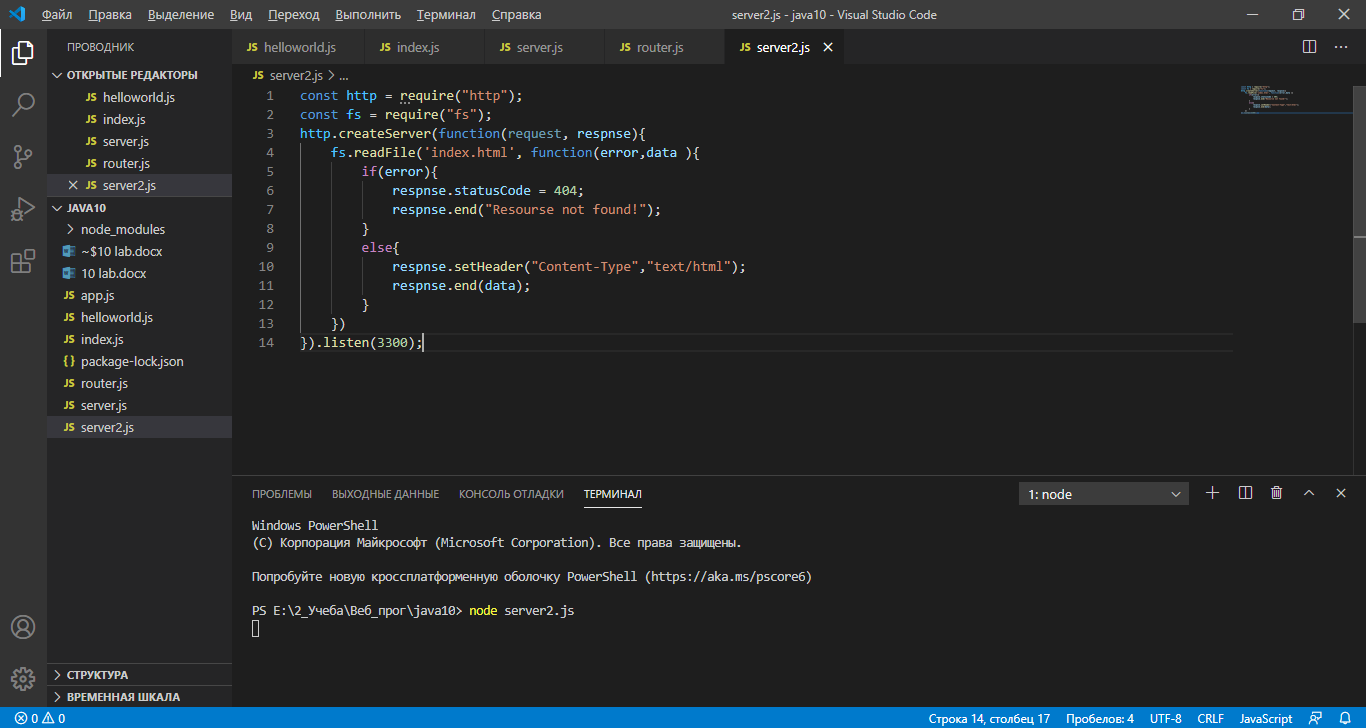 Файл Правка Выделение Вид Переход Выполнить Терминал Справка
server2.js - java10 - Visual Studio Code
ПРОВОДНИК
ОТКРЫТЫЕ РЕДАКТОРЫ
JS helloworld.js
JS index.js
JS server.js
JS router.js
JS server2.js
JAVA10
node_modules
~$10 lab.docx
10 lab.docx
JS app.js
JS helloworld.js
JS index.js
{} package-lock.json
JS router.js
JS server.js
JS server2.js
СТРУКТУРА
ВРЕМЕННАЯ ШКАЛА
JS helloworld.js JS index.js JS server.js JS router.js JS server2.js
JS server2.js > ...
1 const http = require("http");
2 const fs = require("fs");
3 http.createServer(function(request, respnse){
4 fs.readFile('index.html', function(error,data ){
5 if(error){
6 respnse.statusCode = 404;
7 respnse.end("Resourse not found!");
8 }
9 else{
10 respnse.setHeader("Content-Type","text/html");
11 respnse.end(data);
12 }
13 })
14 }).listen(3300);
ПРОБЛЕМЫ ВЫХОДНЫЕ ДАННЫЕ КОНСОЛЬ ОТЛАДКИ ТЕРМИНАЛ
1: node
Windows PowerShell
(C) Корпорация Майкрософт (Microsoft Corporation). Все права защищены.
Попробуйте новую кроссплатформенную оболочку PowerShell (https://aka.ms/pscore6)
PS E:\2_Учеба\Веб_прог\java10> node server2.js
0 0
Строка 14, столбец 17 Пробелов: 4 UTF-8 CRLF JavaScript